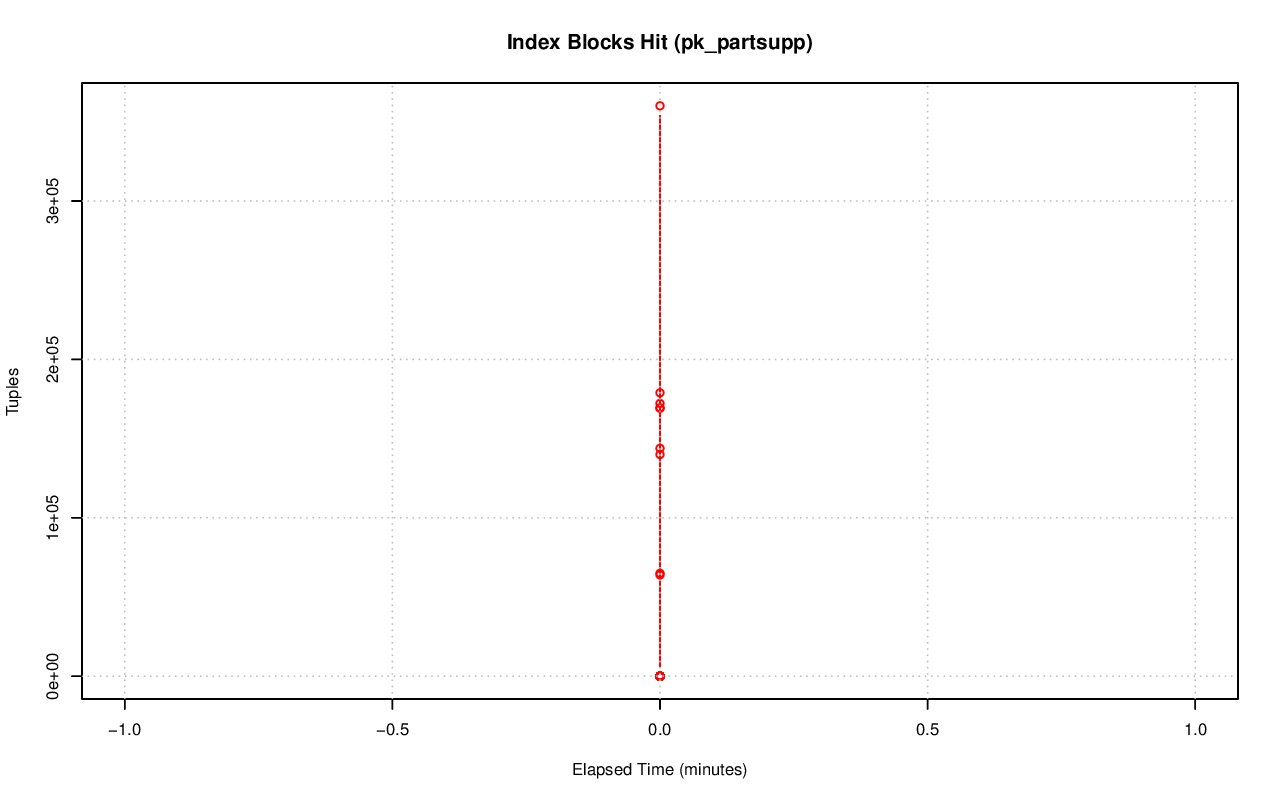 Index Blocks Hit (pk_partsupp)
Tuples
3e+05
2e+05
1e+05
0e+00
−1.0
−0.5
0.0
0.5
1.0
Elapsed Time (minutes)